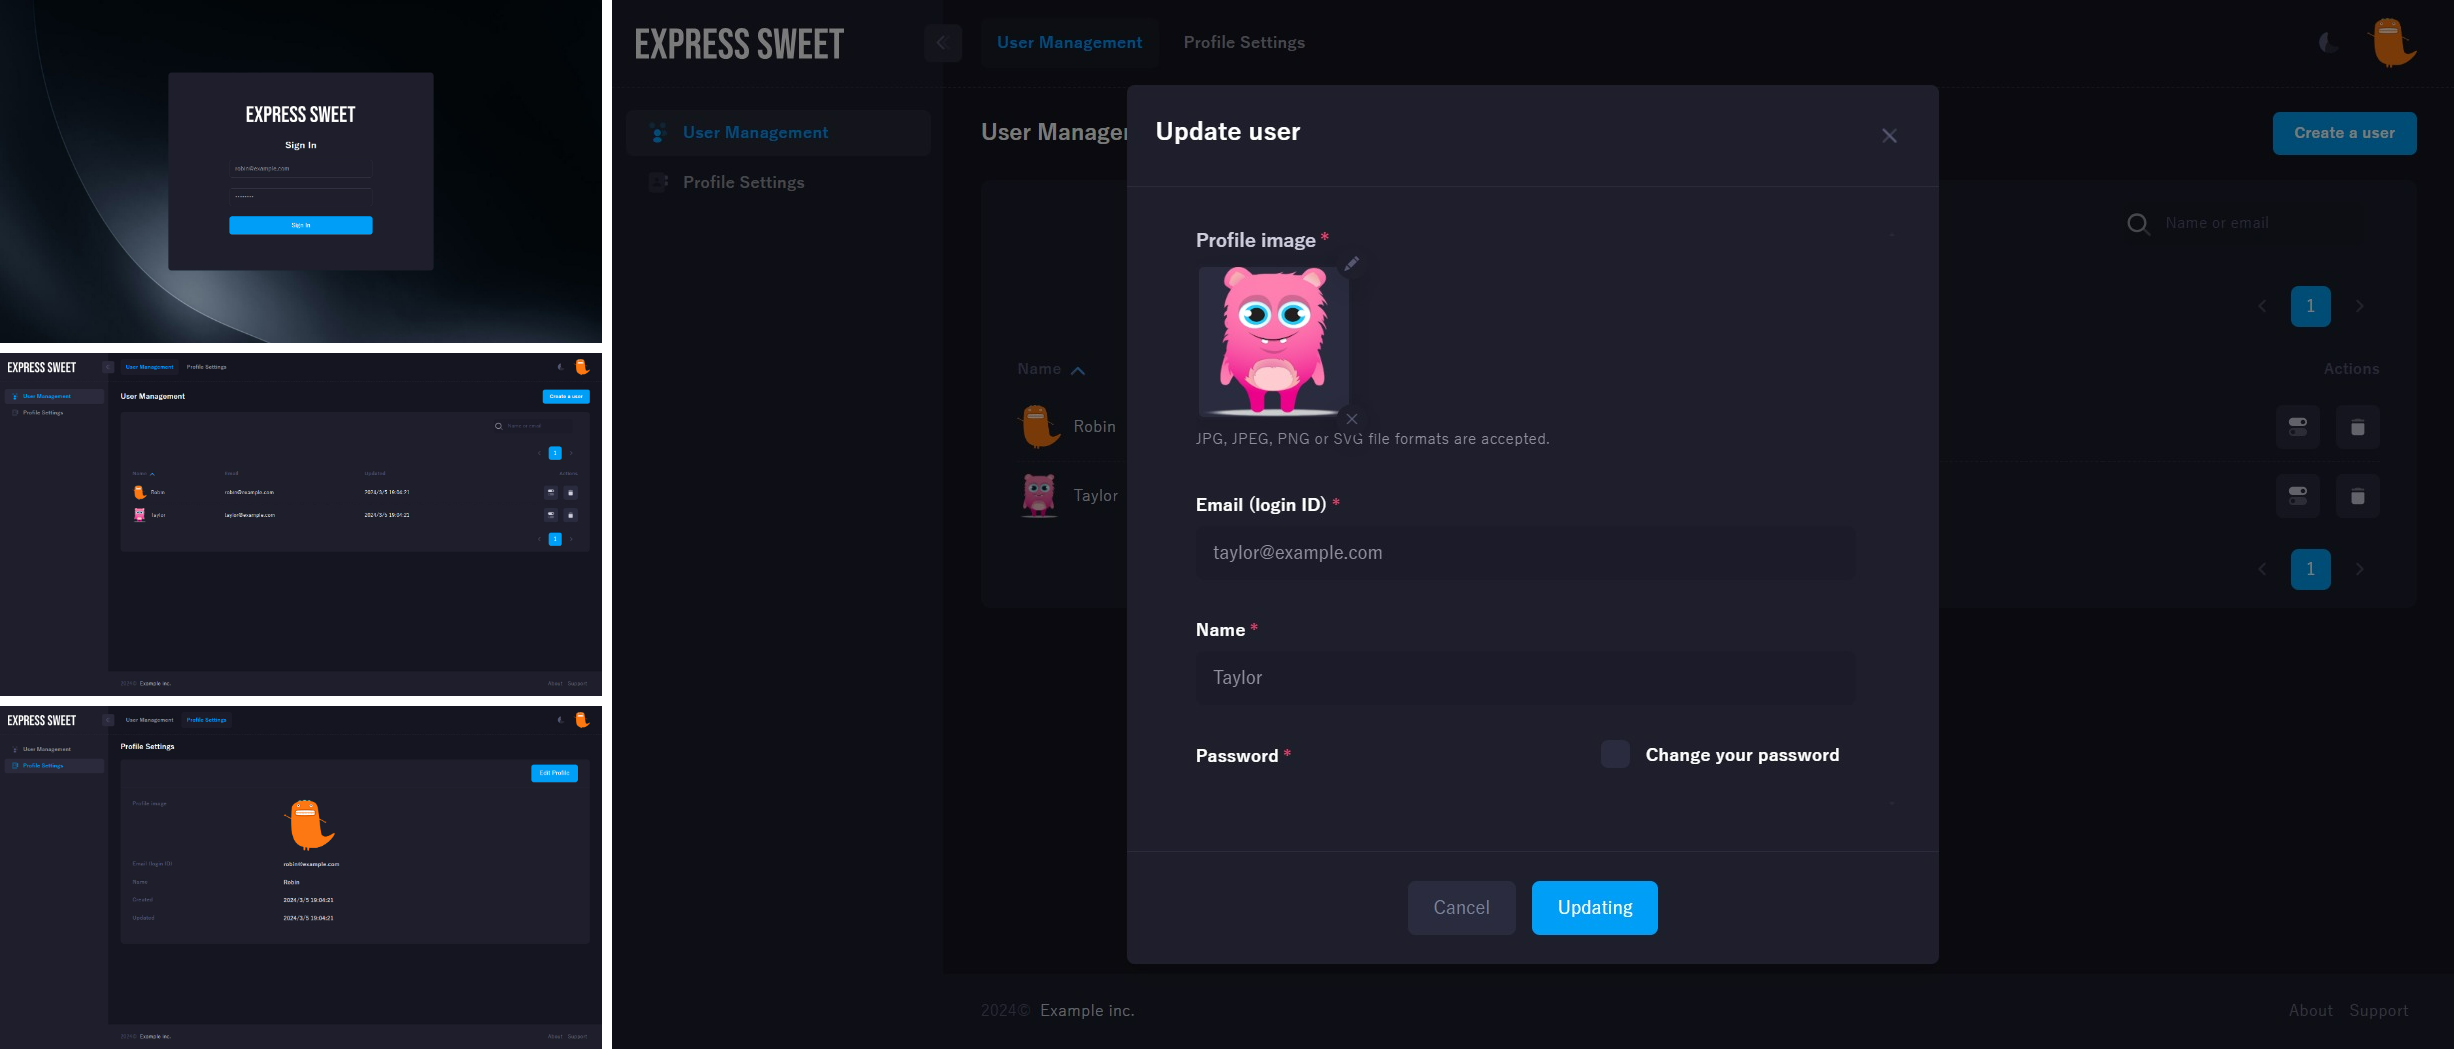 EXPRESS SWEET
Sign In
robin@example.com
Sign In
EXPRESS SWEET
User Management
Profile Settings
User Management
Profile Settings
User Management
Create a user
Name or email
1
Name
Email
Updated
Actions
Robin
robin@example.com
2024/3/5 19:04:21
Taylor
taylor@example.com
2024/3/5 19:04:21
1
2024© Example inc.
About Support
EXPRESS SWEET
User Management
Profile Settings
User Management
Profile Settings
Profile Settings
Edit Profile
Profile image
Email (login ID)
robin@example.com
Name
Robin
Created
2024/3/5 19:04:21
Updated
2024/3/5 19:04:21
2024© Example inc.
About Support
EXPRESS SWEET
User Management
Profile Settings
User Management
Profile Settings
User Manager
Create a user
Name or email
1
Name
Actions
Robin
Taylor
1
Update user
Profile image *
JPG, JPEG, PNG or SVG file formats are accepted.
Email (login ID) *
taylor@example.com
Name *
Taylor
Password *
Change your password
Cancel
Updating
2024© Example inc.
About Support